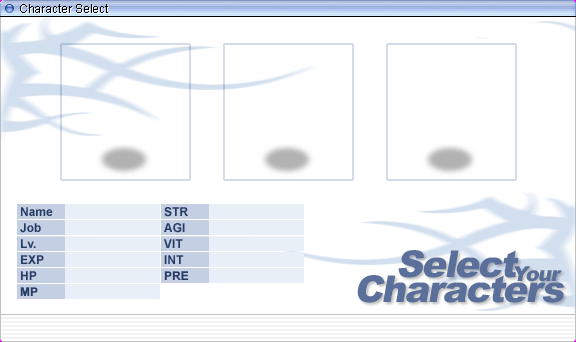 Character Select
Name STR
Job AGI
Lv. VIT
EXP INT
HP PRE
MP
Select Your
Characters